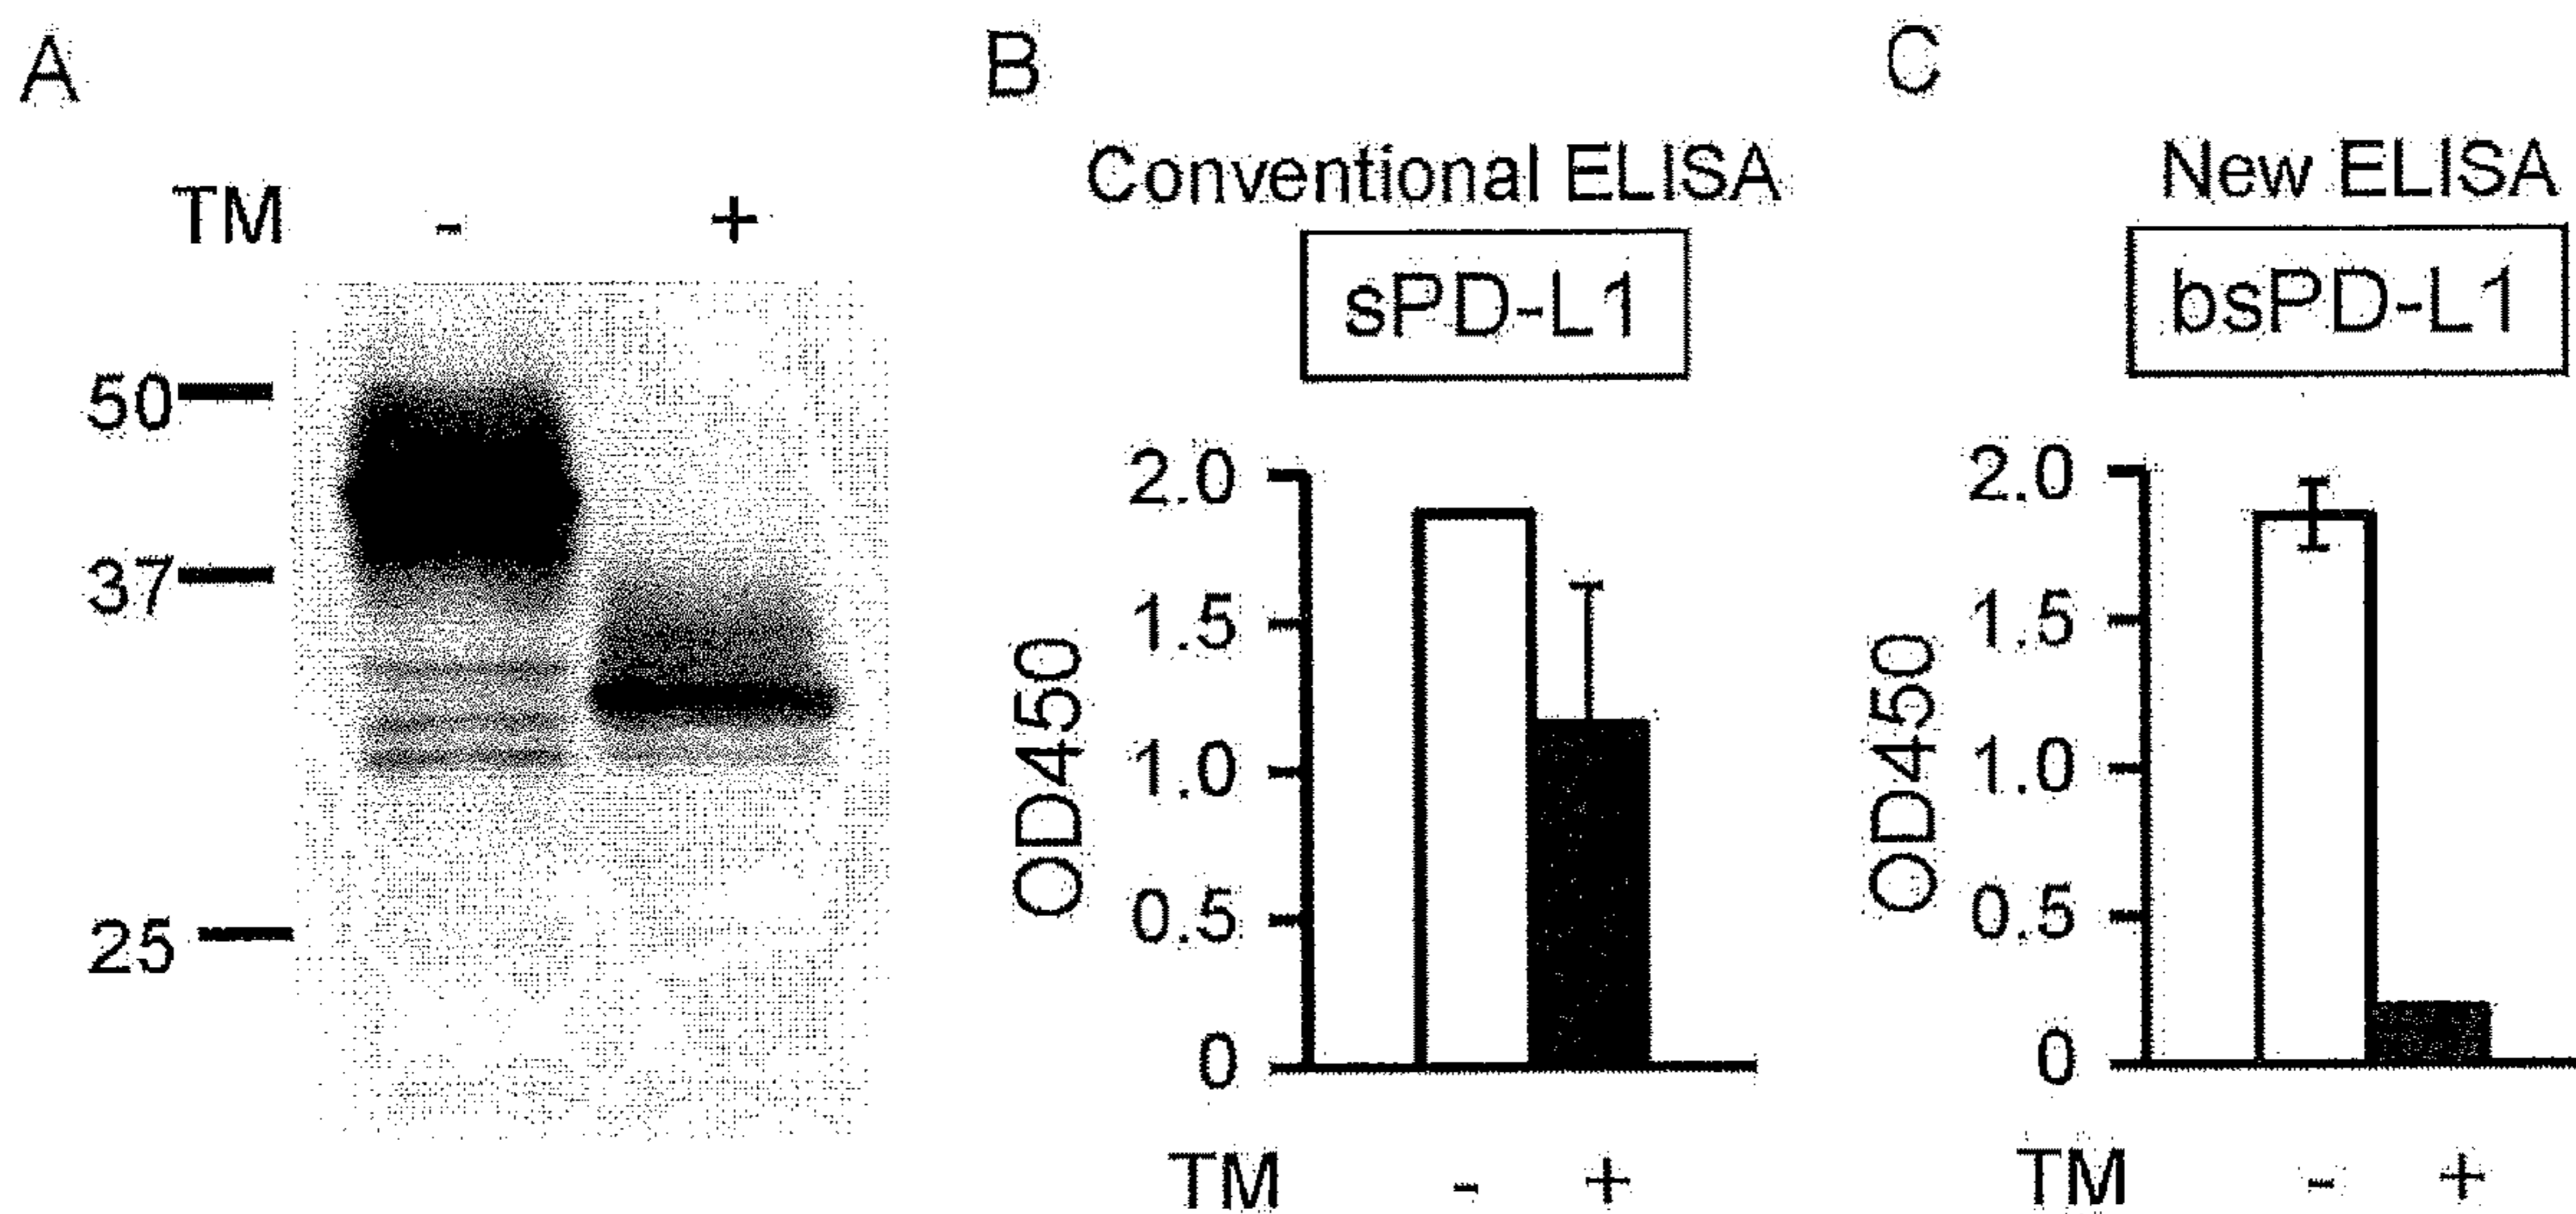 A
TM - +
50
37
25
B
Conventional ELISA
sPD-L1
2.0
1.5
1.0
0.5
0
OD450
TM - +
C
New ELISA
bsPD-L1
2.0
1.5
1.0
0.5
0
OD450
TM - +